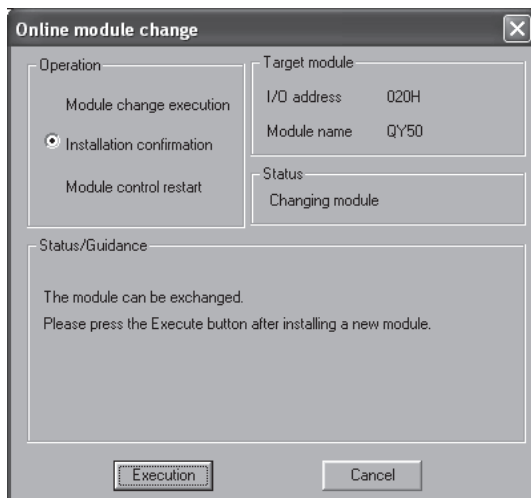 Online module change
Operation
Module change execution
Installation confirmation
Module control restart
Target module
I/O address 020H
Module name QY50
Status
Changing module
Status/Guidance
The module can be exchanged.
Please press the Execute button after installing a new module.
Execution
Cancel